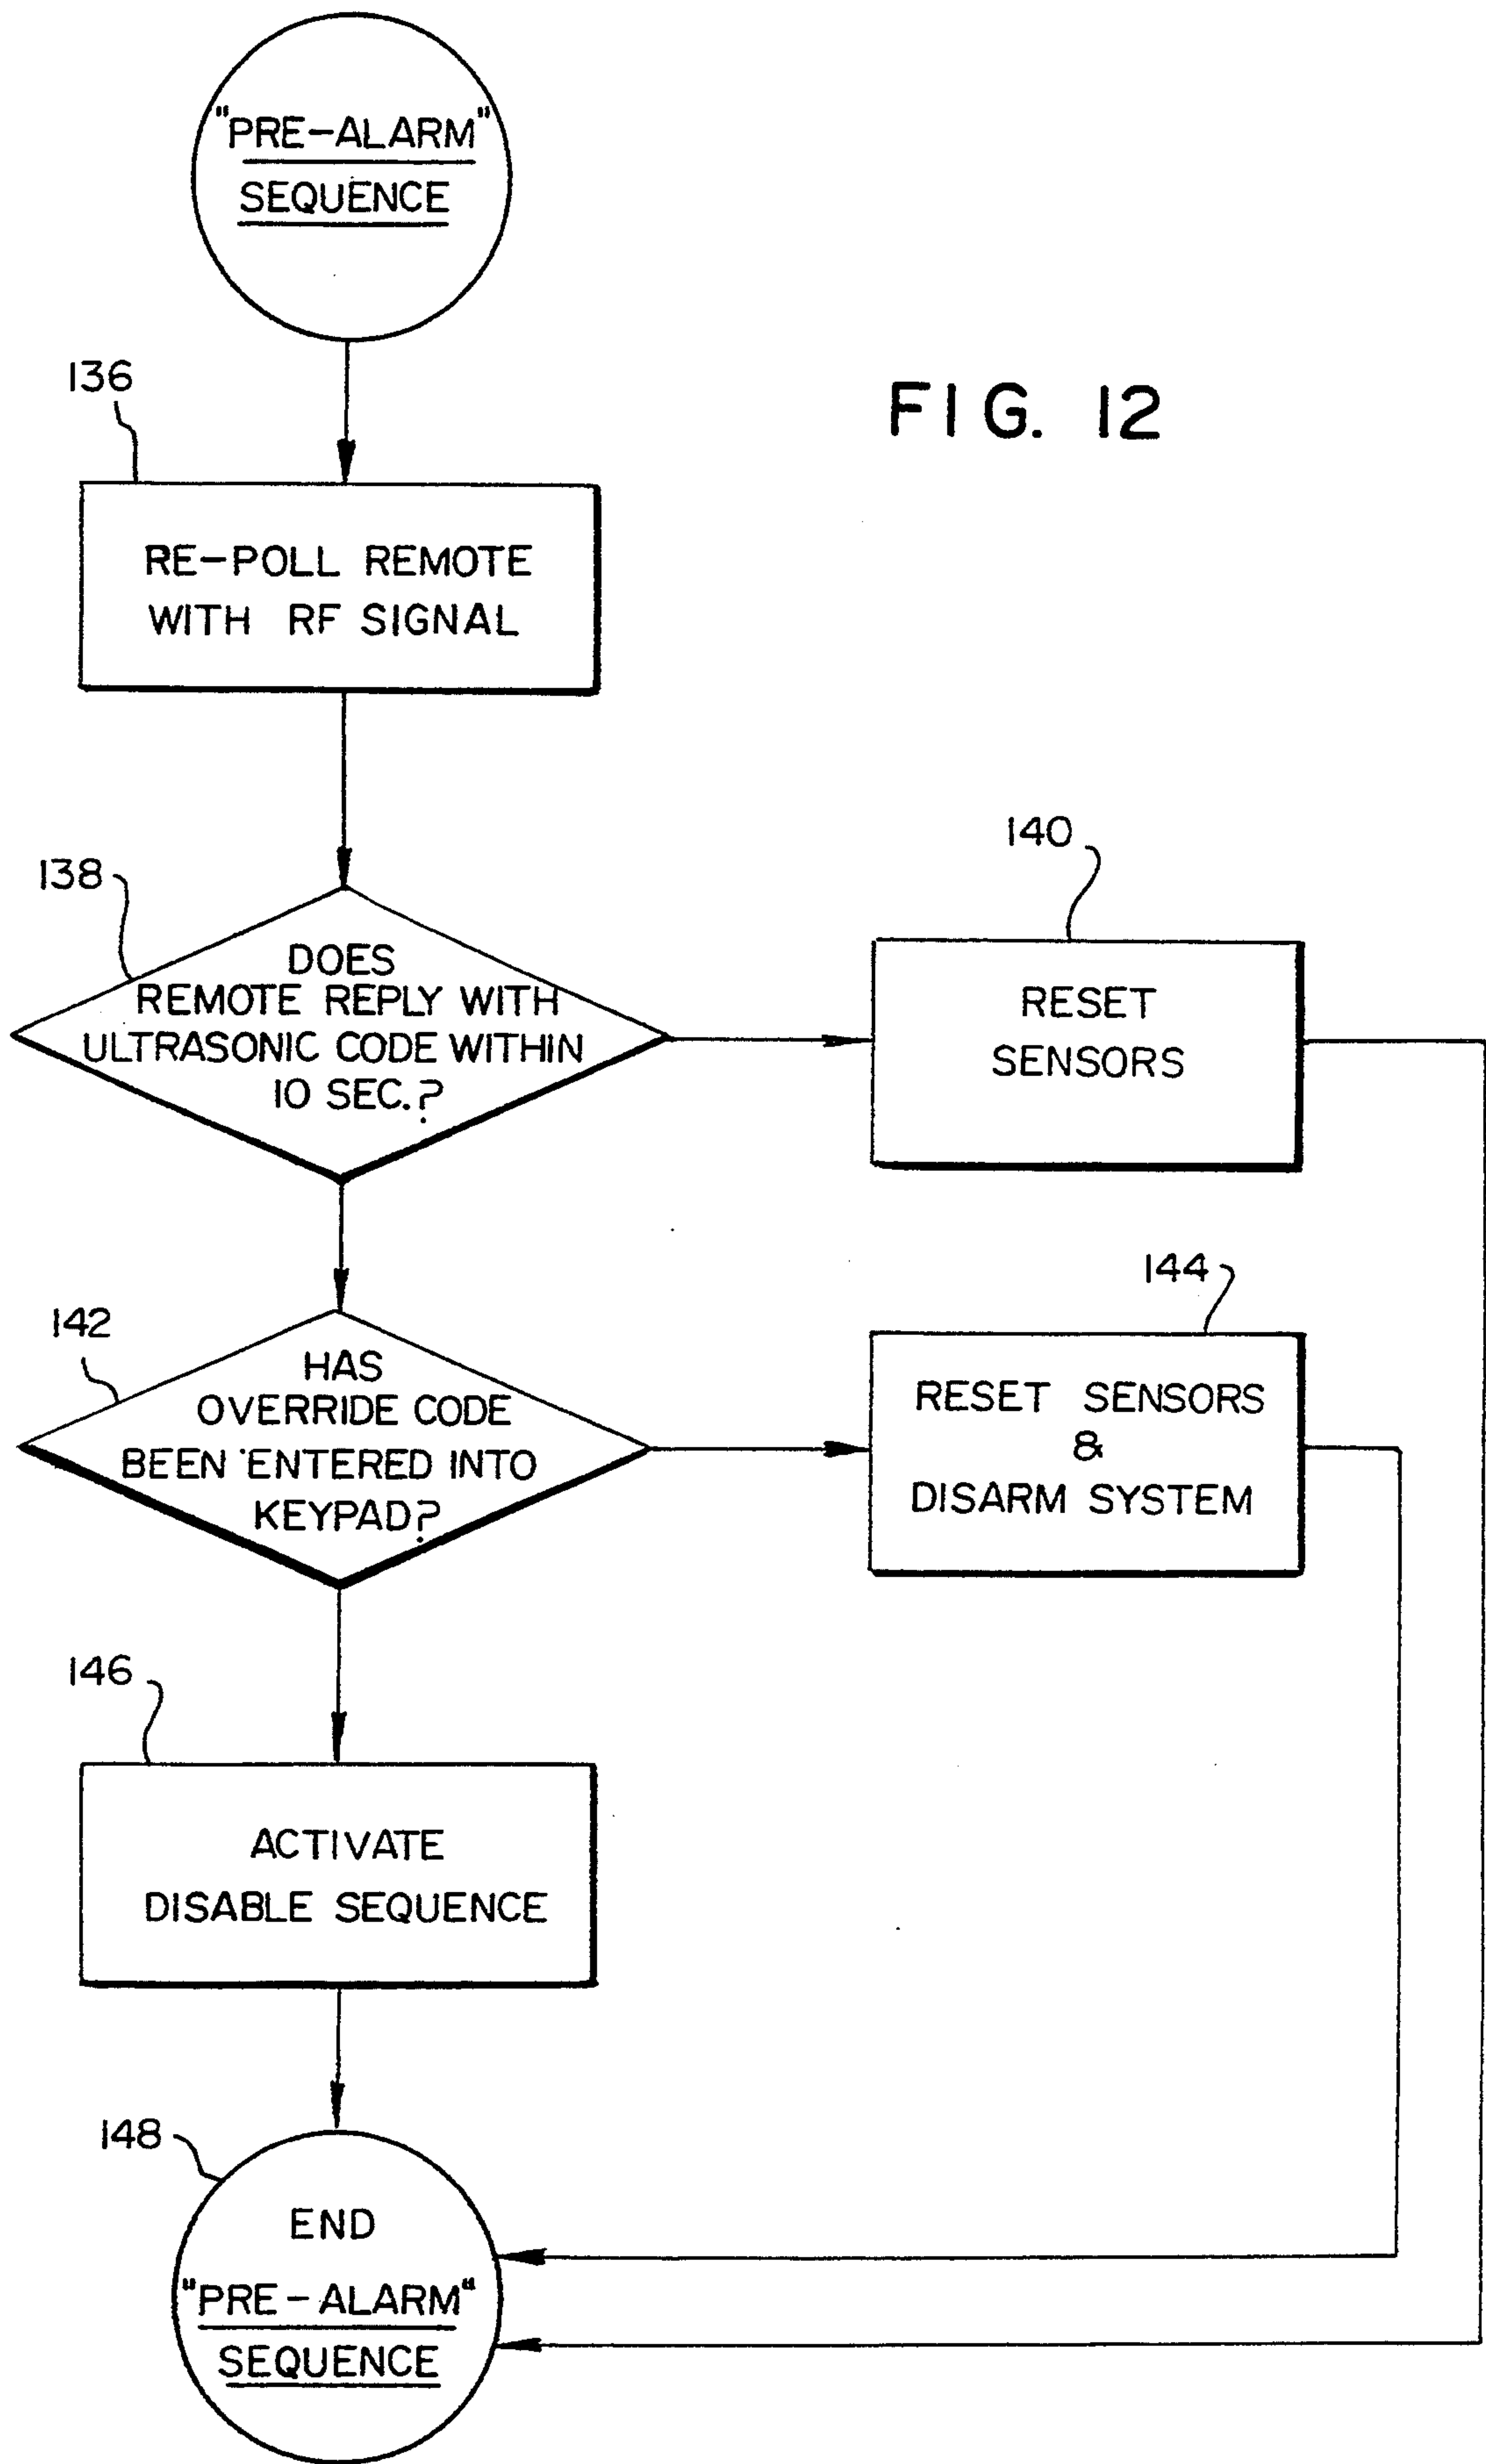 "PRE-ALARM"
SEQUENCE
136
FIG. 12
RE-POLL REMOTE
WITH RF SIGNAL
138
DOES
REMOTE REPLY WITH
ULTRASONIC CODE WITHIN
10 SEC.?
140
RESET
SENSORS
142
HAS
OVERRIDE CODE
BEEN ENTERED INTO
KEYPAD?
144
RESET SENSORS
&
DISARM SYSTEM
146
ACTIVATE
DISABLE SEQUENCE
148
END
"PRE-ALARM"
SEQUENCE